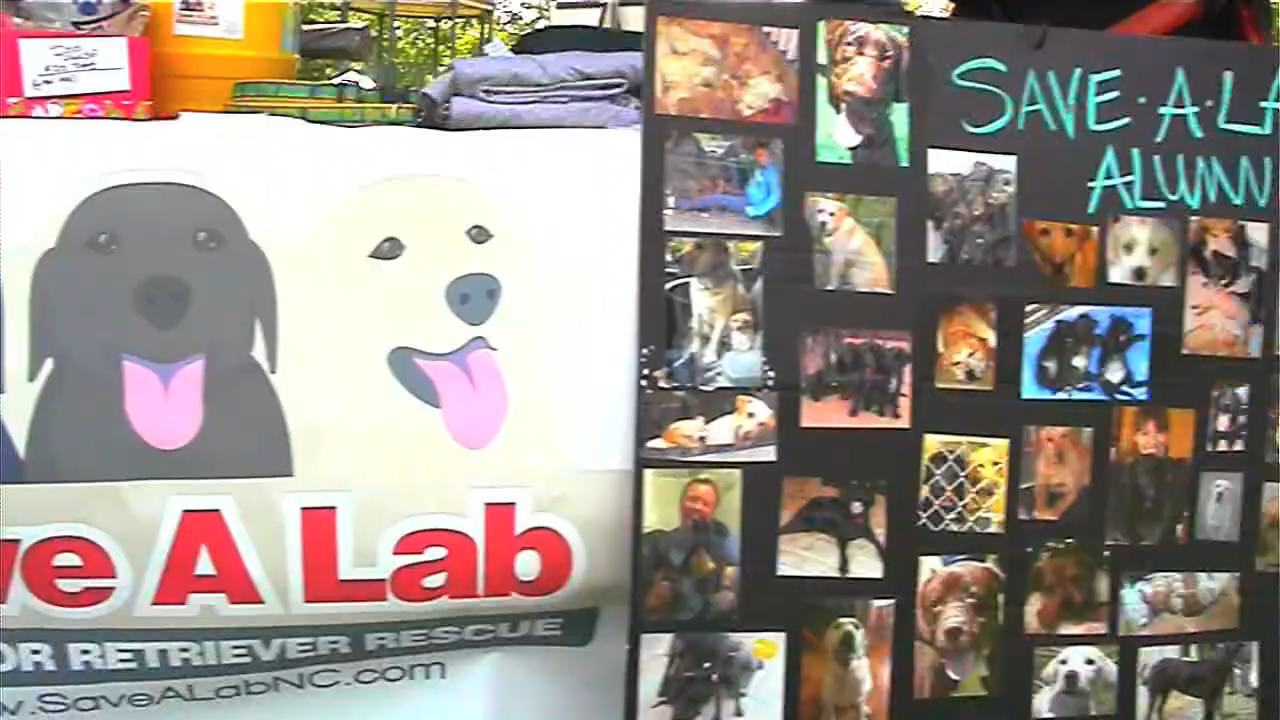 ve A Lab
OR RETRIEVER RESCUE
w.SaveALabNC.com
SAVE·A·LA
ALUMN